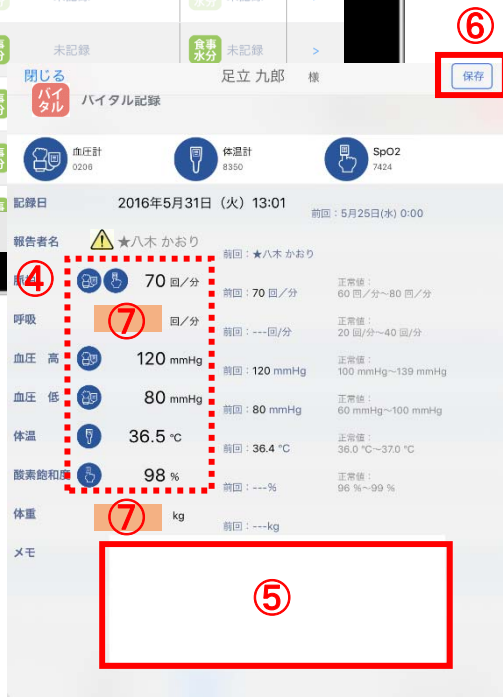 未記録
食事
水分
未記録
>
⑥
閉じる
足立 九郎 様
保存
バイタル
バイタル記録
血圧計
0206
体温計
8350
SpO2
7424
記録日 2016年5月31日（火）13:01 前回：5月25日(水) 0:00
報告者名 ★八木 かおり 前回：★八木 かおり
④ 70 回／分 前回：70 回／分 正常値：
60 回／分〜80 回／分
呼吸 ⑦ 回／分 前回：---回/分 正常値：
20 回/分〜40 回/分
血圧 高 120 mmHg 前回：120 mmHg 正常値：
100 mmHg〜139 mmHg
血圧 低 80 mmHg 前回：80 mmHg 正常値：
60 mmHg〜100 mmHg
体温 36.5 ℃ 前回：36.4 ℃ 正常値：
36.0 ℃〜37.0 ℃
酸素飽和度 98 % 前回：---% 正常値：
96 %〜99 %
体重 ⑦ kg 前回：---kg
メモ
⑤